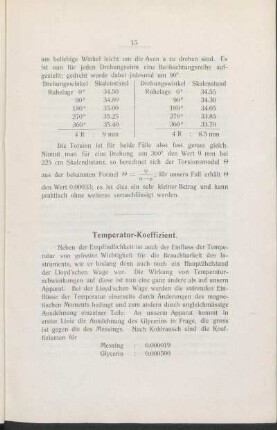 15
um beliebige Winkel leicht um die Axen a zu drehen sind. Es
ist nun für jeden Drehungssinn eine Beobachtungsreihe auf-
gestellt; gedreht wurde dabei jedesmal um 90°.
Drehungswinkel Skalenstand Drehungswinkel Skalenstand
Ruhelage 0° 34.50 Ruhelage 0° 34.55
90° 34.80 90° 34.30
180° 35.00 180° 34.05
270° 35.25 270° 33.85
360° 35.40 360° 33.70
4 R : 9 mm 4 R : 8.5 mm
Die Torsion ist für beide Fälle also fast genau gleich.
Nimmt man für eine Drehung um 360° den Wert 9 mm bei
225 cm Skalendistanz, so berechnet sich der Torsionsmodul Θ
aus der bekannten Formel Θ = φ/α−φ; für unsern Fall erhält Θ
den Wert 0.00033; es ist dies ein sehr kleiner Betrag und kann
praktisch ohne weiteres vernachlässigt werden.
Temperatur-Koeffizient.
Neben der Empfindlichkeit ist auch der Einfluss der Tempe-
ratur von grösster Wichtigkeit für die Brauchbarkeit des In-
struments, wie er bislang denn auch noch ein Hauptübelstand
der Lloyd'schen Wage war. Die Wirkung von Temperatur-
schwankungen auf diese ist nun eine ganz andere als auf unsern
Apparat. Bei der Lloyd'schen Wage werden die störenden Ein-
flüsse der Temperatur einerseits durch Änderungen des magne-
tischen Moments bedingt und zum andern durch ungleichmässige
Ausdehnung einzelner Teile. An unserm Apparat kommt in
erster Linie die Ausdehnung des Glycerins in Frage, die gross
ist gegen die des Messings. Nach Kohlrausch sind die Koef-
fizienten für
Messing : 0.000019
Glycerin : 0.000500